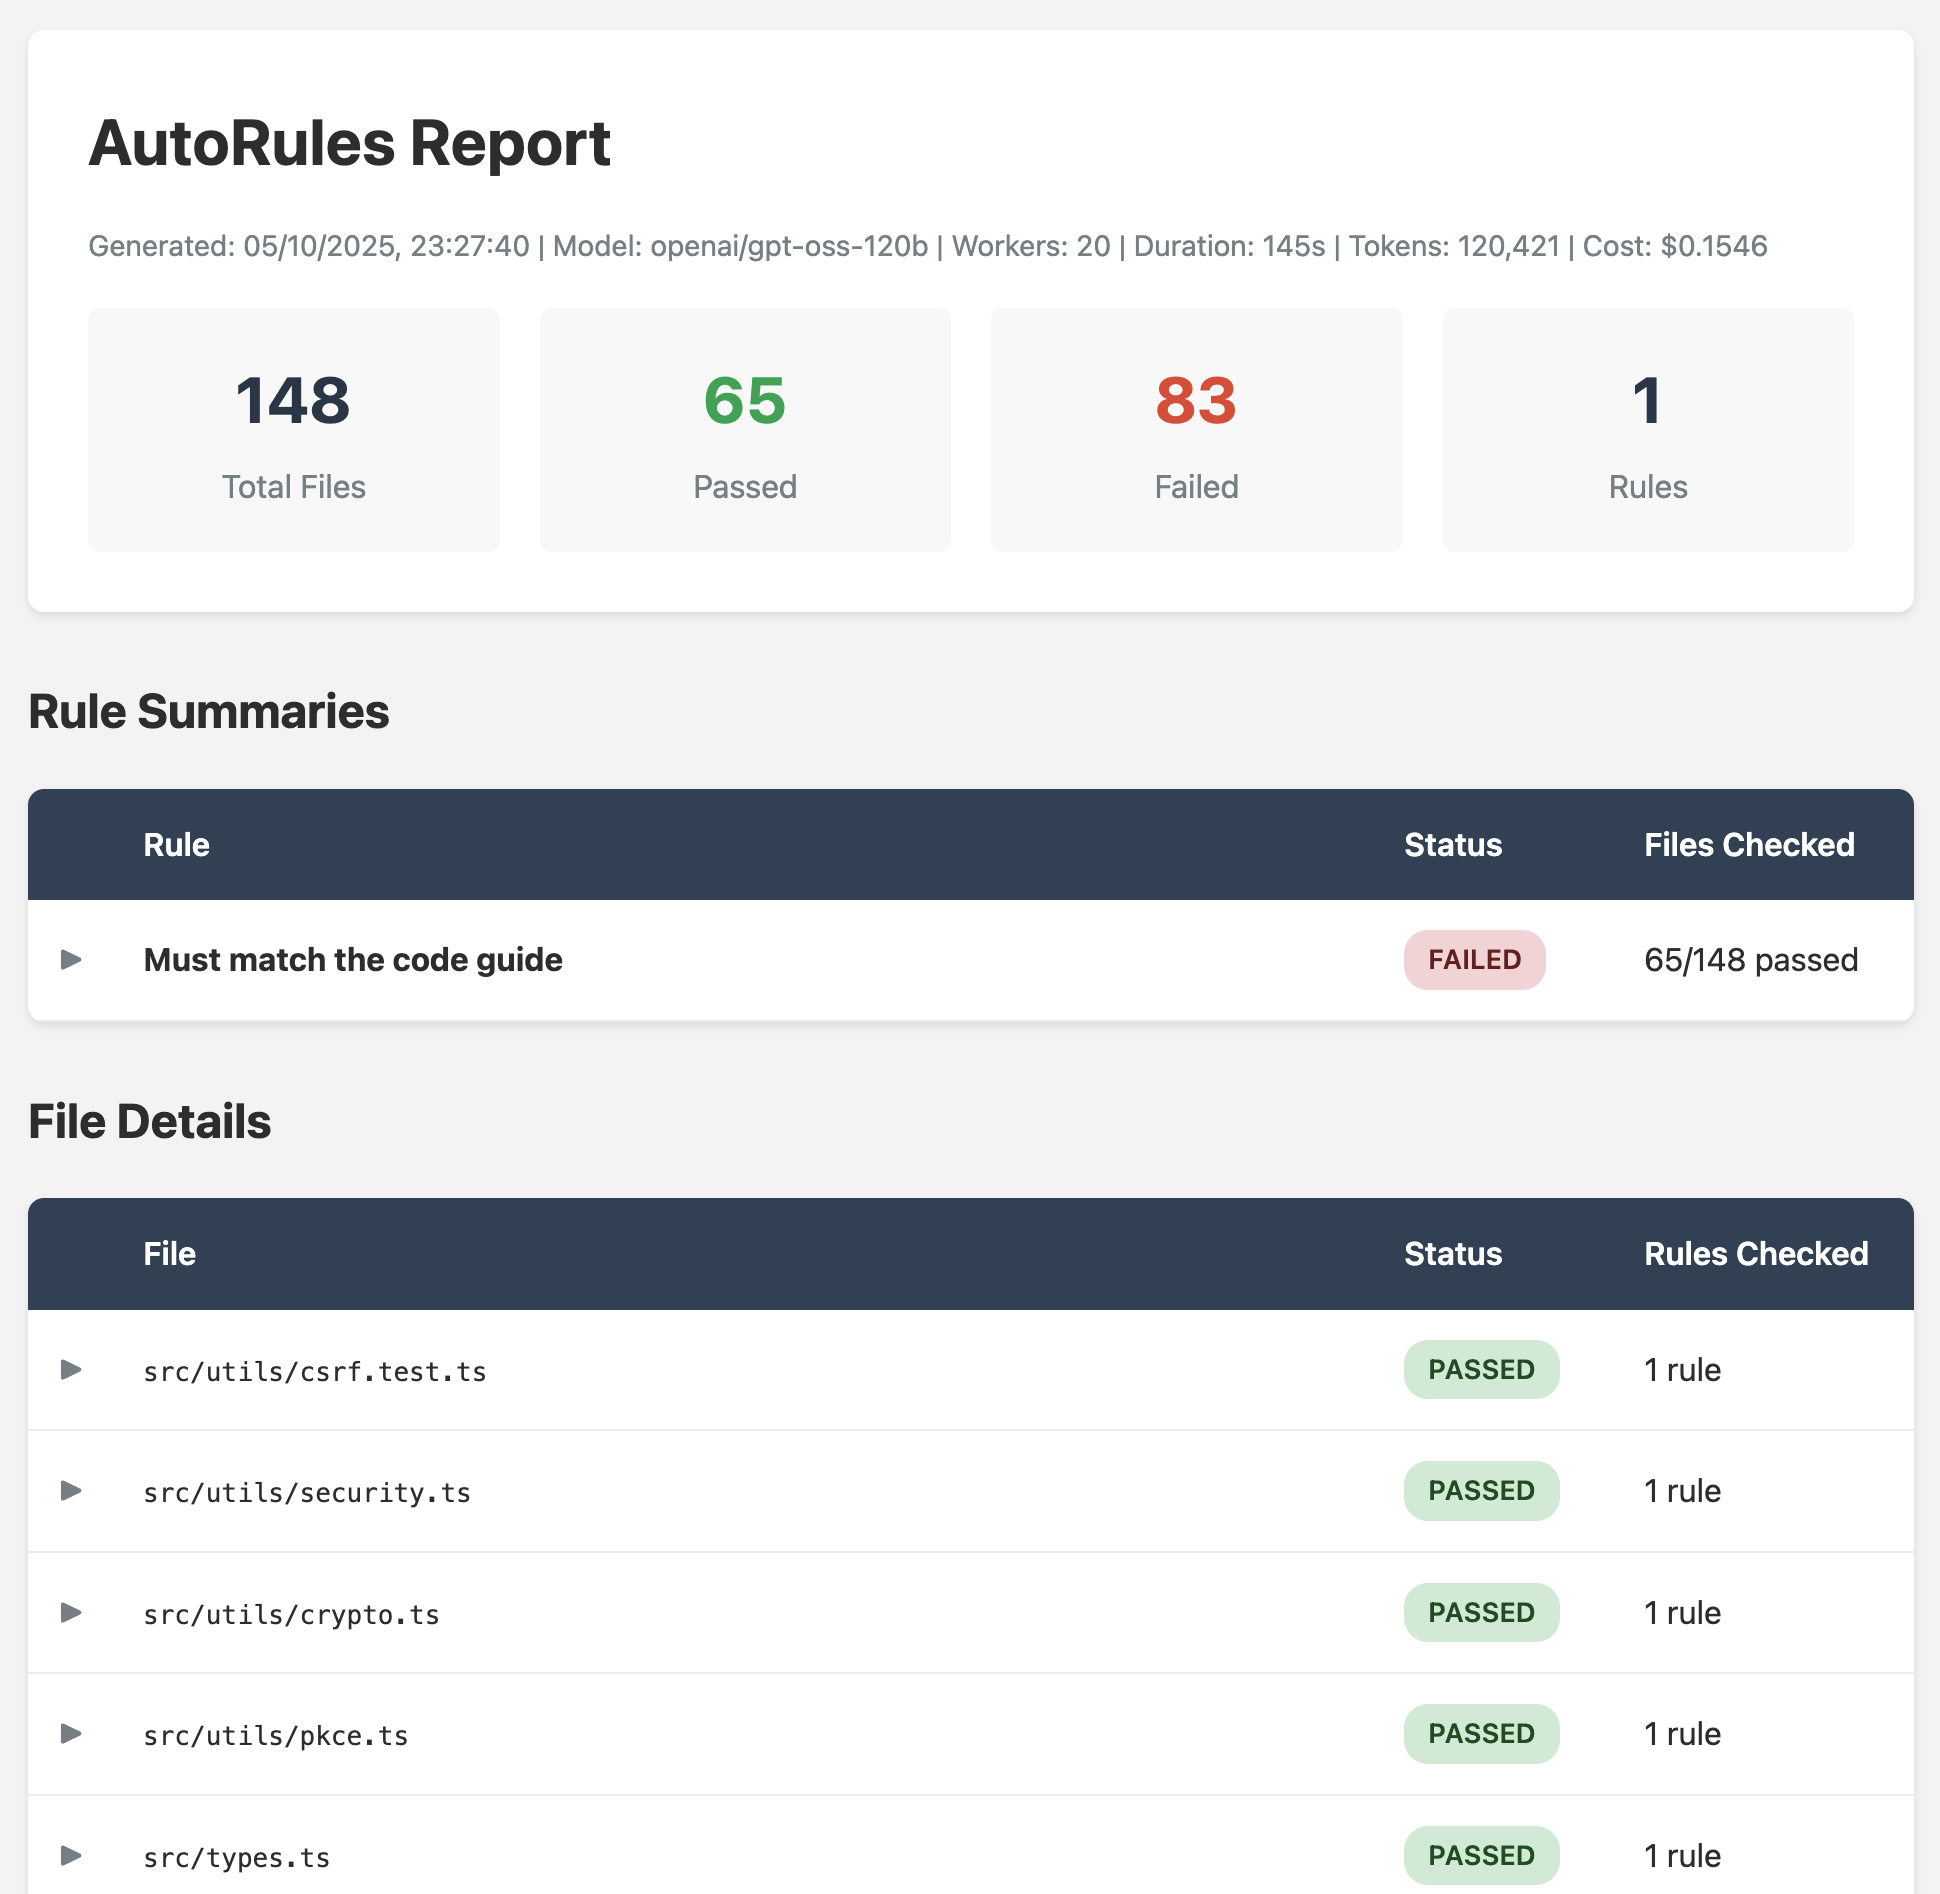 AutoRules Report
Generated: 05/10/2025, 23:27:40 | Model: openai/gpt-oss-120b | Workers: 20 | Duration: 145s | Tokens: 120,421 | Cost: $0.1546
148
Total Files
65
Passed
83
Failed
1
Rules
Rule Summaries
Rule Status Files Checked
Must match the code guide FAILED 65/148 passed
File Details
File Status Rules Checked
src/utils/csrf.test.ts PASSED 1 rule
src/utils/security.ts PASSED 1 rule
src/utils/crypto.ts PASSED 1 rule
src/utils/pkce.ts PASSED 1 rule
src/types.ts PASSED 1 rule